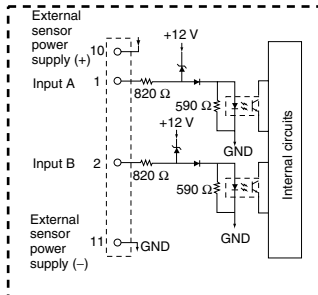 External
sensor
power
supply (+)
10
+12 V
Input A
1
820 Ω
590 Ω
GND
+12 V
Input B
2
820 Ω
590 Ω
GND
External
sensor
power
supply (−)
11
GND
Internal circuits